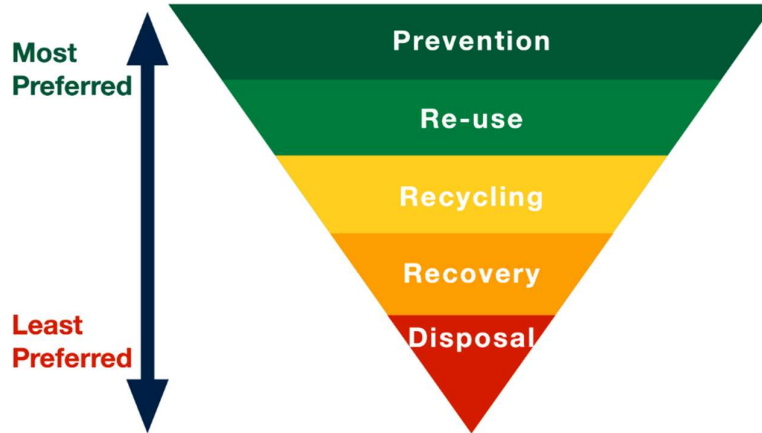 Most
Preferred
Prevention
Re-use
Recycling
Recovery
Disposal
Least
Preferred